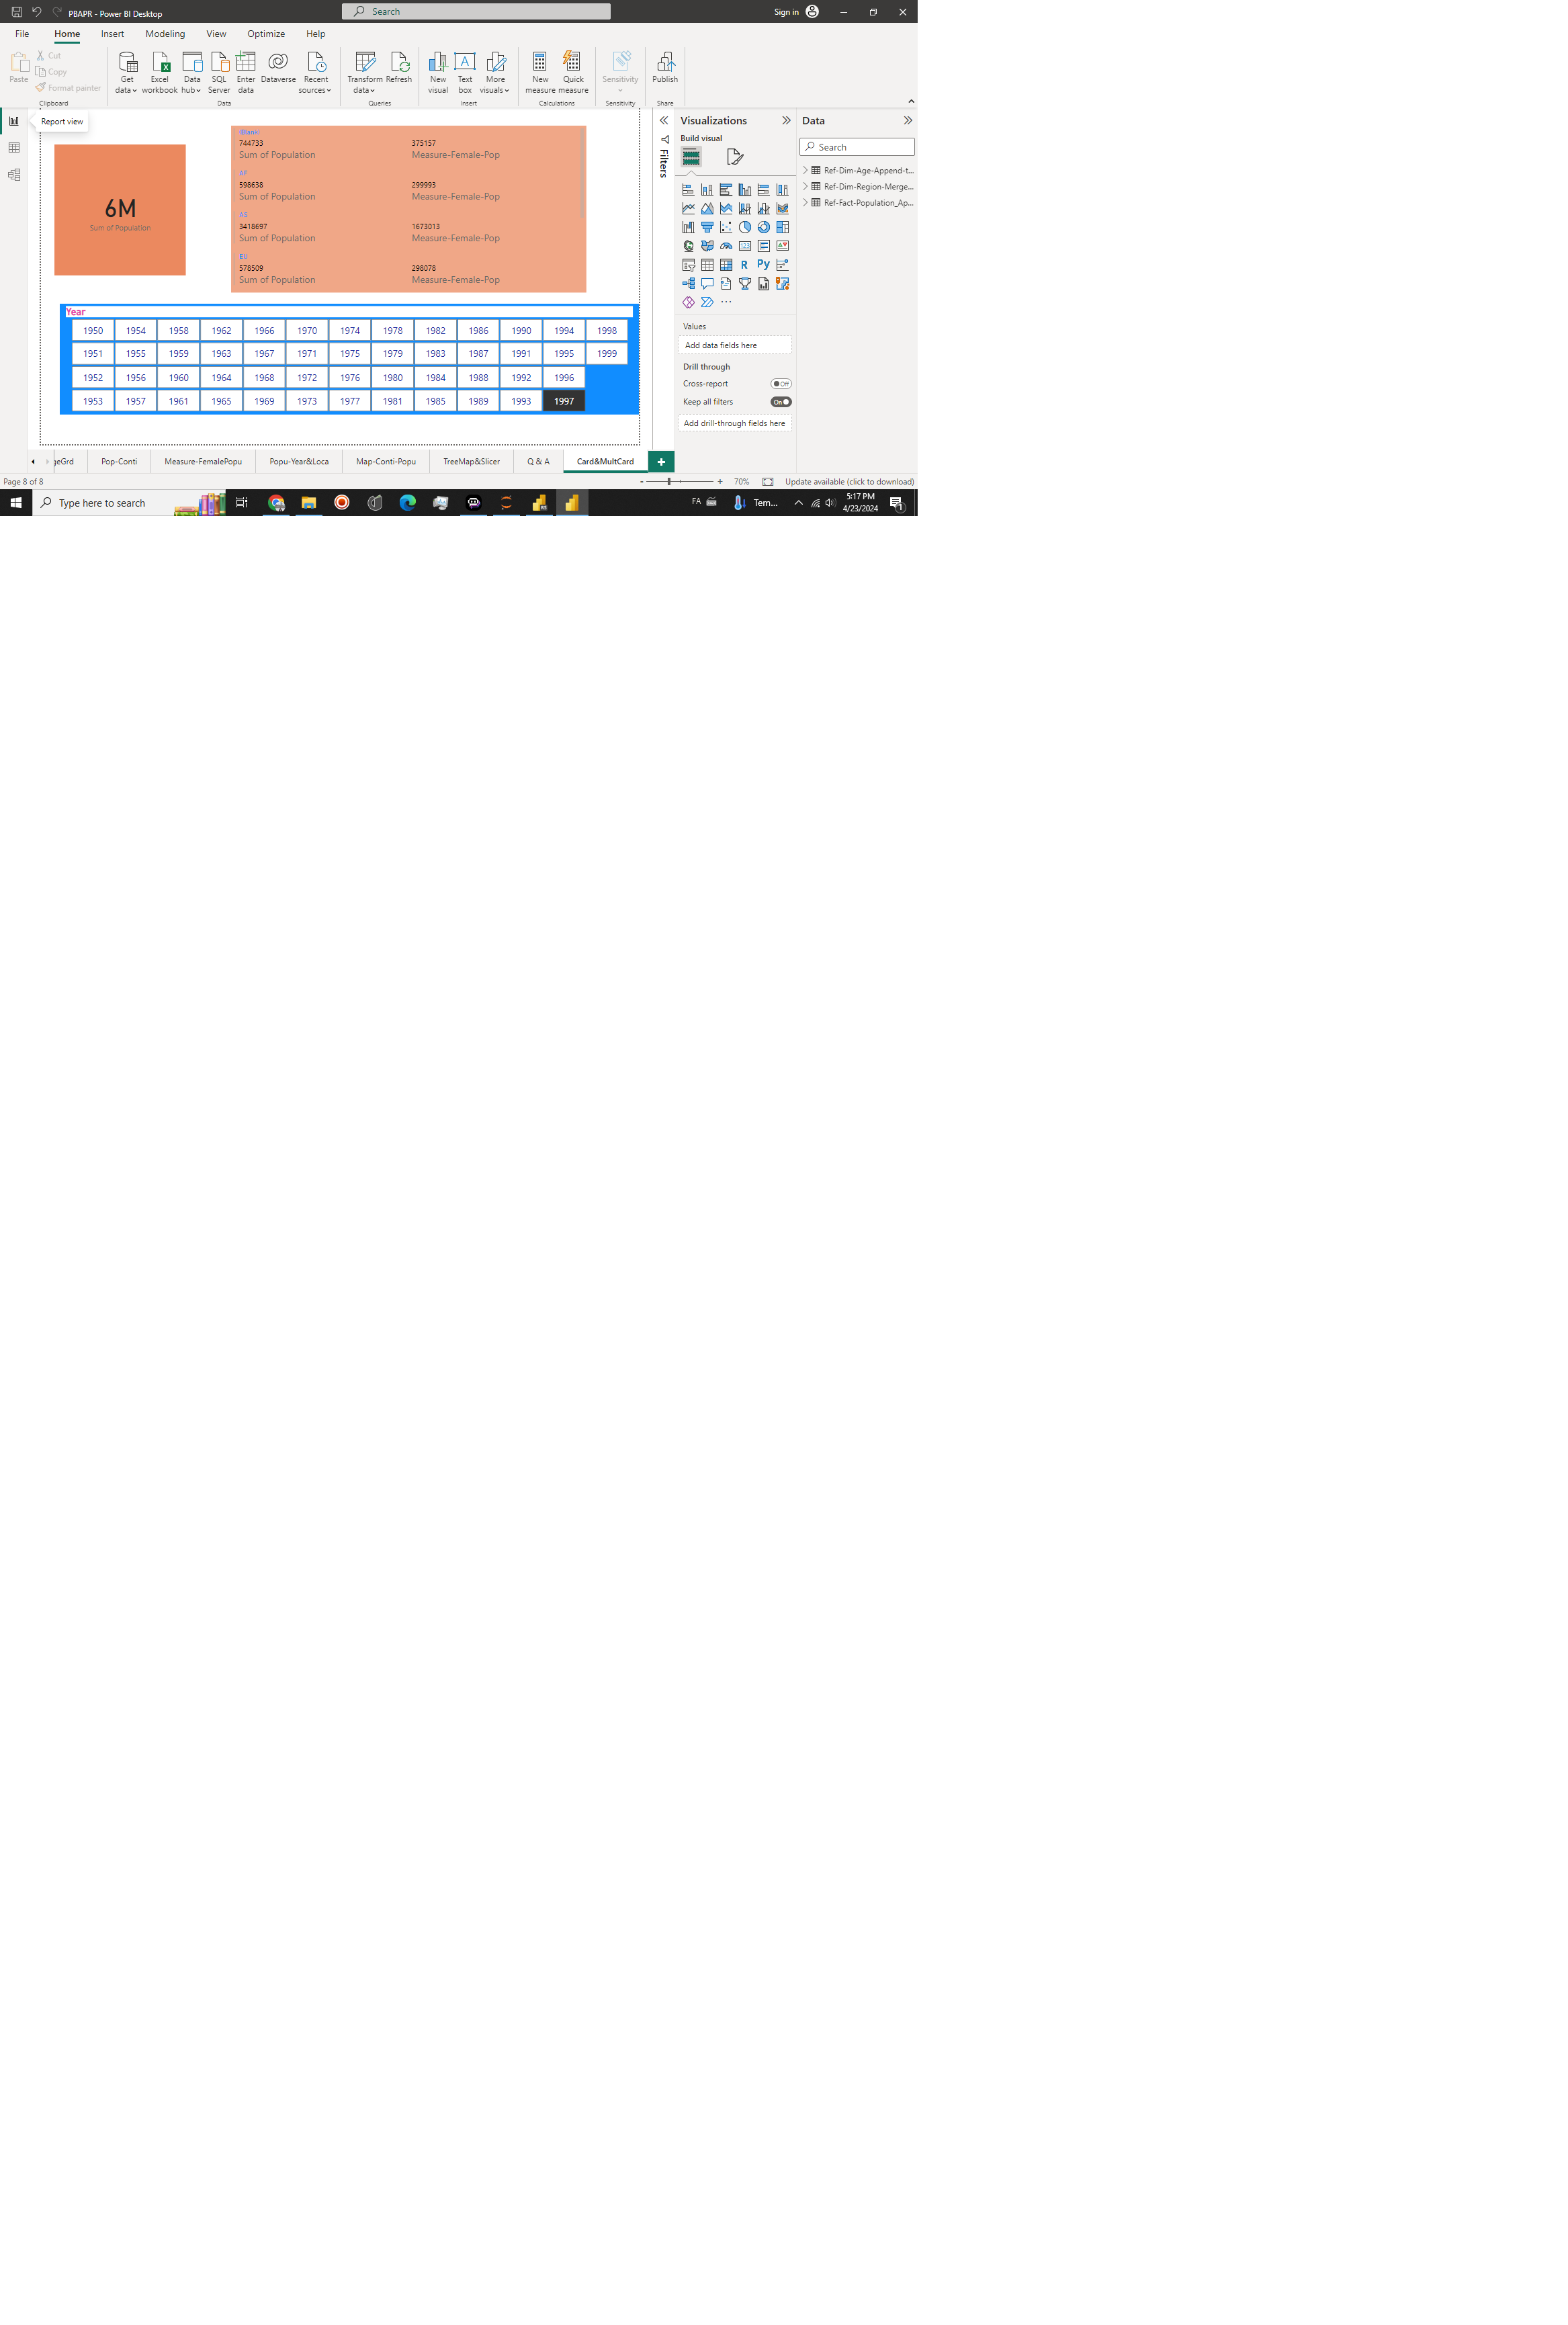 PBAPR - Power BI Desktop
Search
Sign in
File Home Insert Modeling View Optimize Help
Paste
Cut
Copy
Format painter
Clipboard
Get data
Excel workbook
Data hub
SQL Server
Enter data
Dataverse
Recent sources
Data
Transform data
Refresh
Queries
New visual
Text box
More visuals
Insert
New measure
Quick measure
Calculations
Sensitivity
Sensitivity
Publish
Share
Report view
6M
Sum of Population
(Blank)
744733 375157
Sum of Population Measure-Female-Pop
AF
598638 299993
Sum of Population Measure-Female-Pop
AS
3418697 1673013
Sum of Population Measure-Female-Pop
EU
578509 298078
Sum of Population Measure-Female-Pop
Year
1950 1954 1958 1962 1966 1970 1974 1978 1982 1986 1990 1994 1998
1951 1955 1959 1963 1967 1971 1975 1979 1983 1987 1991 1995 1999
1952 1956 1960 1964 1968 1972 1976 1980 1984 1988 1992 1996
1953 1957 1961 1965 1969 1973 1977 1981 1985 1989 1993 1997
Filters
Visualizations
Build visual
R Py
...
Values
Add data fields here
Drill through
Cross-report Off
Keep all filters On
Add drill-through fields here
Data
Search
Ref-Dim-Age-Append-t...
Ref-Dim-Region-Merge...
Ref-Fact-Population_Ap...
geGrd Pop-Conti Measure-FemalePopu Popu-Year&Loca Map-Conti-Popu TreeMap&Slicer Q & A Card&MultCard +
Page 8 of 8
- + 70% Update available (click to download)
Type here to search
FA
Tem...
5:17 PM
4/23/2024
1